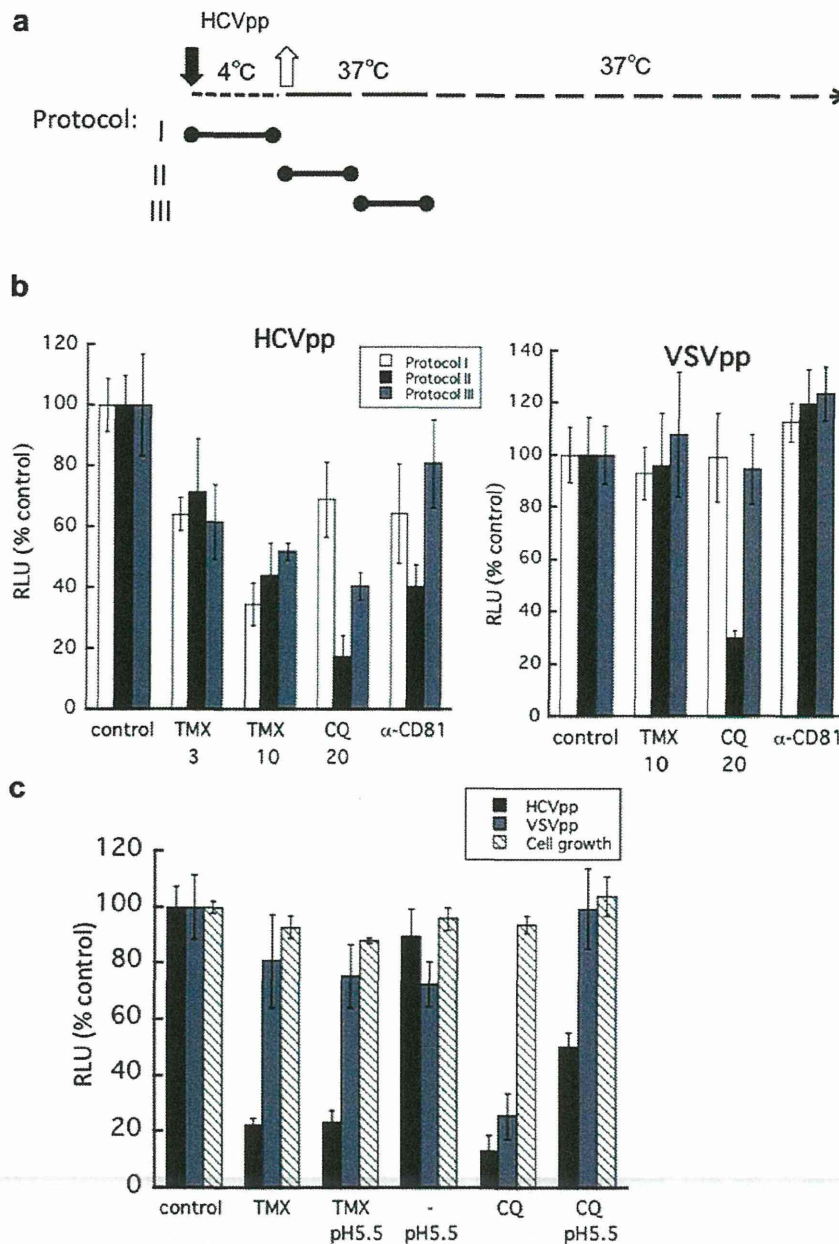 a
HCVpp
4°C 37°C 37°C
Protocol: I
II
III
b
HCVpp
Protocol I
Protocol II
Protocol III
RLU (% control)
120
100
80
60
40
20
0
control TMX 3 TMX 10 CQ 20 α-CD81
VSVpp
RLU (% control)
140
120
100
80
60
40
20
0
control TMX 10 CQ 20 α-CD81
c
HCVpp
VSVpp
Cell growth
RLU (% control)
120
100
80
60
40
20
0
control TMX TMX pH5.5 - pH5.5 CQ CQ pH5.5